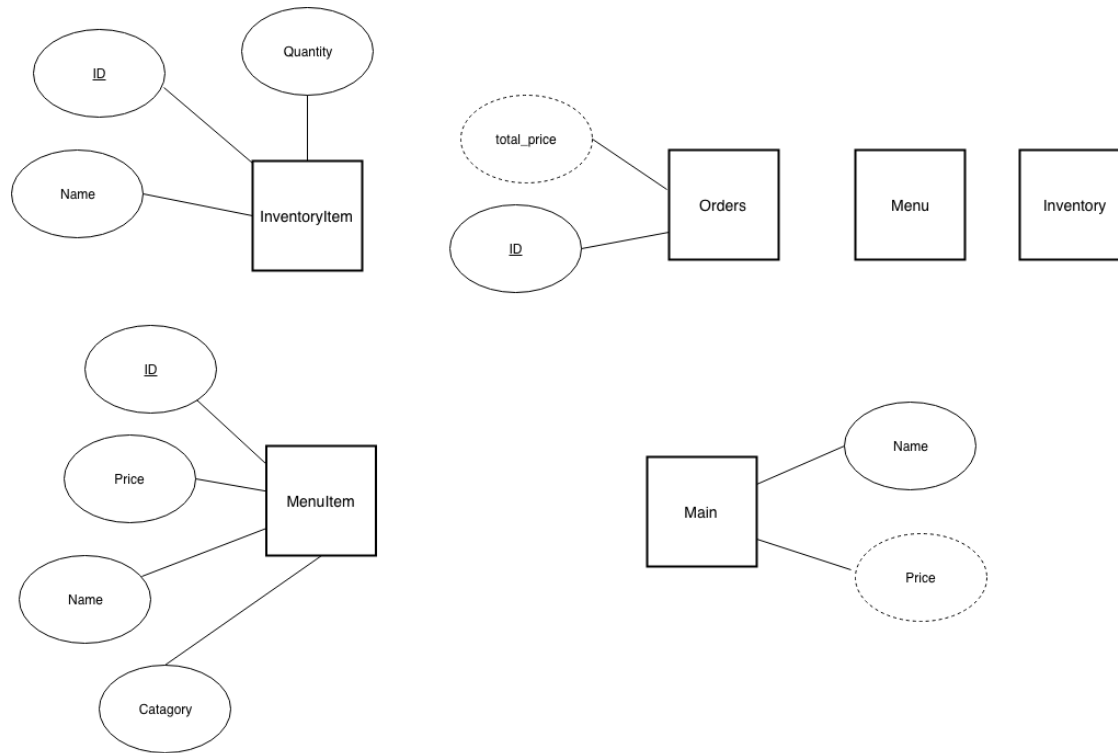 Quantity
ID
Name
InventoryItem
total_price
ID
Orders
Menu
Inventory
ID
Price
Name
Catagory
MenuItem
Main
Name
Price